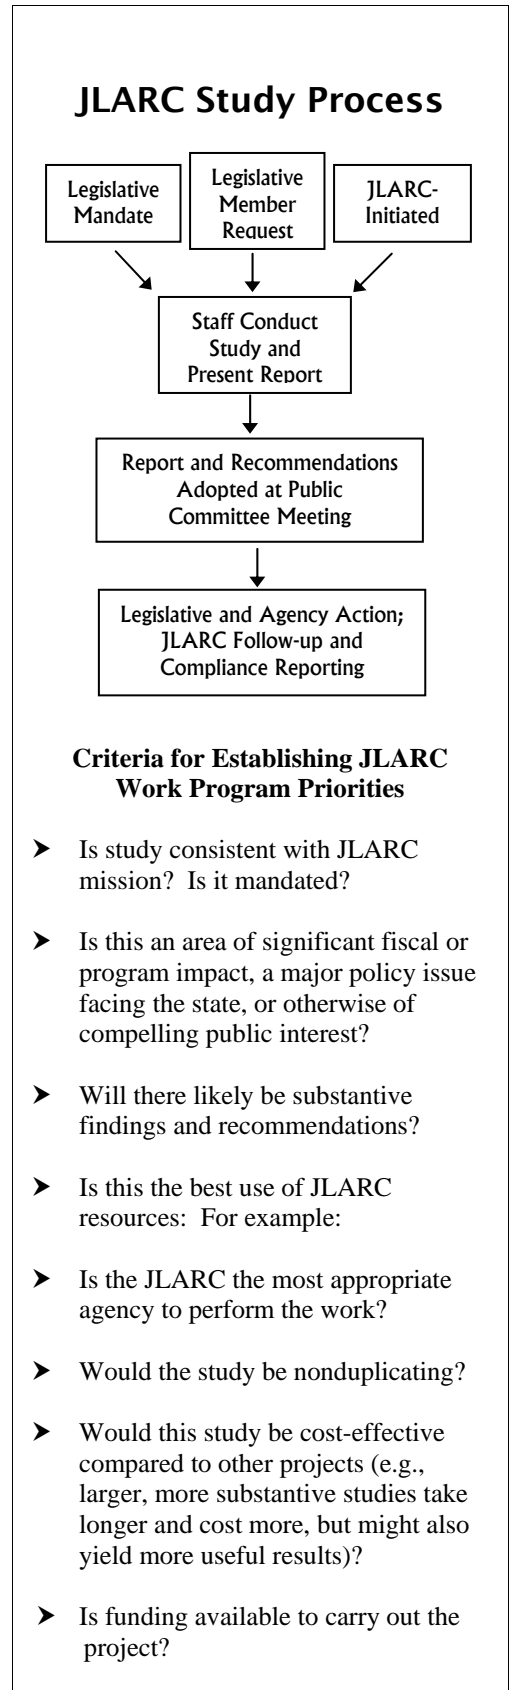 JLARC Study Process
Legislative
Mandate
Legislative
Member
Request
JLARC-
Initiated
Staff Conduct
Study and
Present Report
Report and Recommendations
Adopted at Public
Committee Meeting
Legislative and Agency Action;
JLARC Follow-up and
Compliance Reporting
Criteria for Establishing JLARC
Work Program Priorities
➤ Is study consistent with JLARC
mission?  Is it mandated?
➤ Is this an area of significant fiscal or
program impact, a major policy issue
facing the state, or otherwise of
compelling public interest?
➤ Will there likely be substantive
findings and recommendations?
➤ Is this the best use of JLARC
resources:  For example:
➤ Is the JLARC the most appropriate
agency to perform the work?
➤ Would the study be nonduplicating?
➤ Would this study be cost-effective
compared to other projects (e.g.,
larger, more substantive studies take
longer and cost more, but might also
yield more useful results)?
➤ Is funding available to carry out the
project?